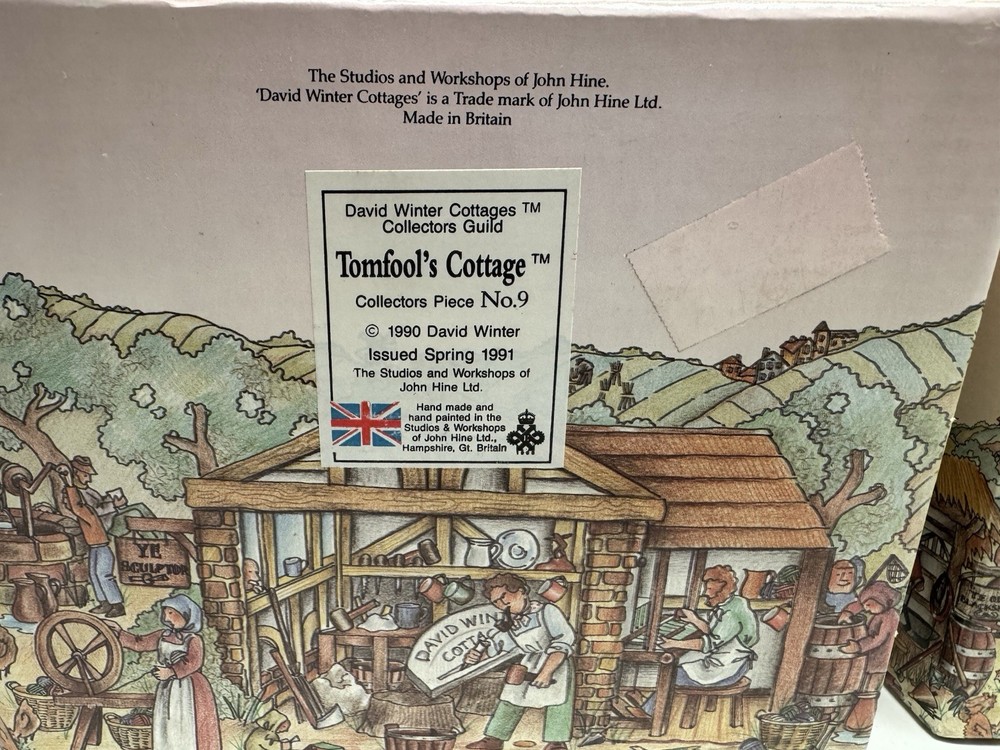 The Studios and Workshops of John Hine.
'David Winter Cottages' is a Trade mark of John Hine Ltd.
Made in Britain
David Winter Cottages ™
Collectors Guild
Tomfool's Cottage ™
Collectors Piece No.9
© 1990 David Winter
Issued Spring 1991
The Studios and Workshops of
John Hine Ltd.
Hand made and
hand painted in the
Studios & Workshops
of John Hine Ltd.,
Hampshire, Gt. Britain
YE
SCULPTOR
DAVID WIN
COTTAG